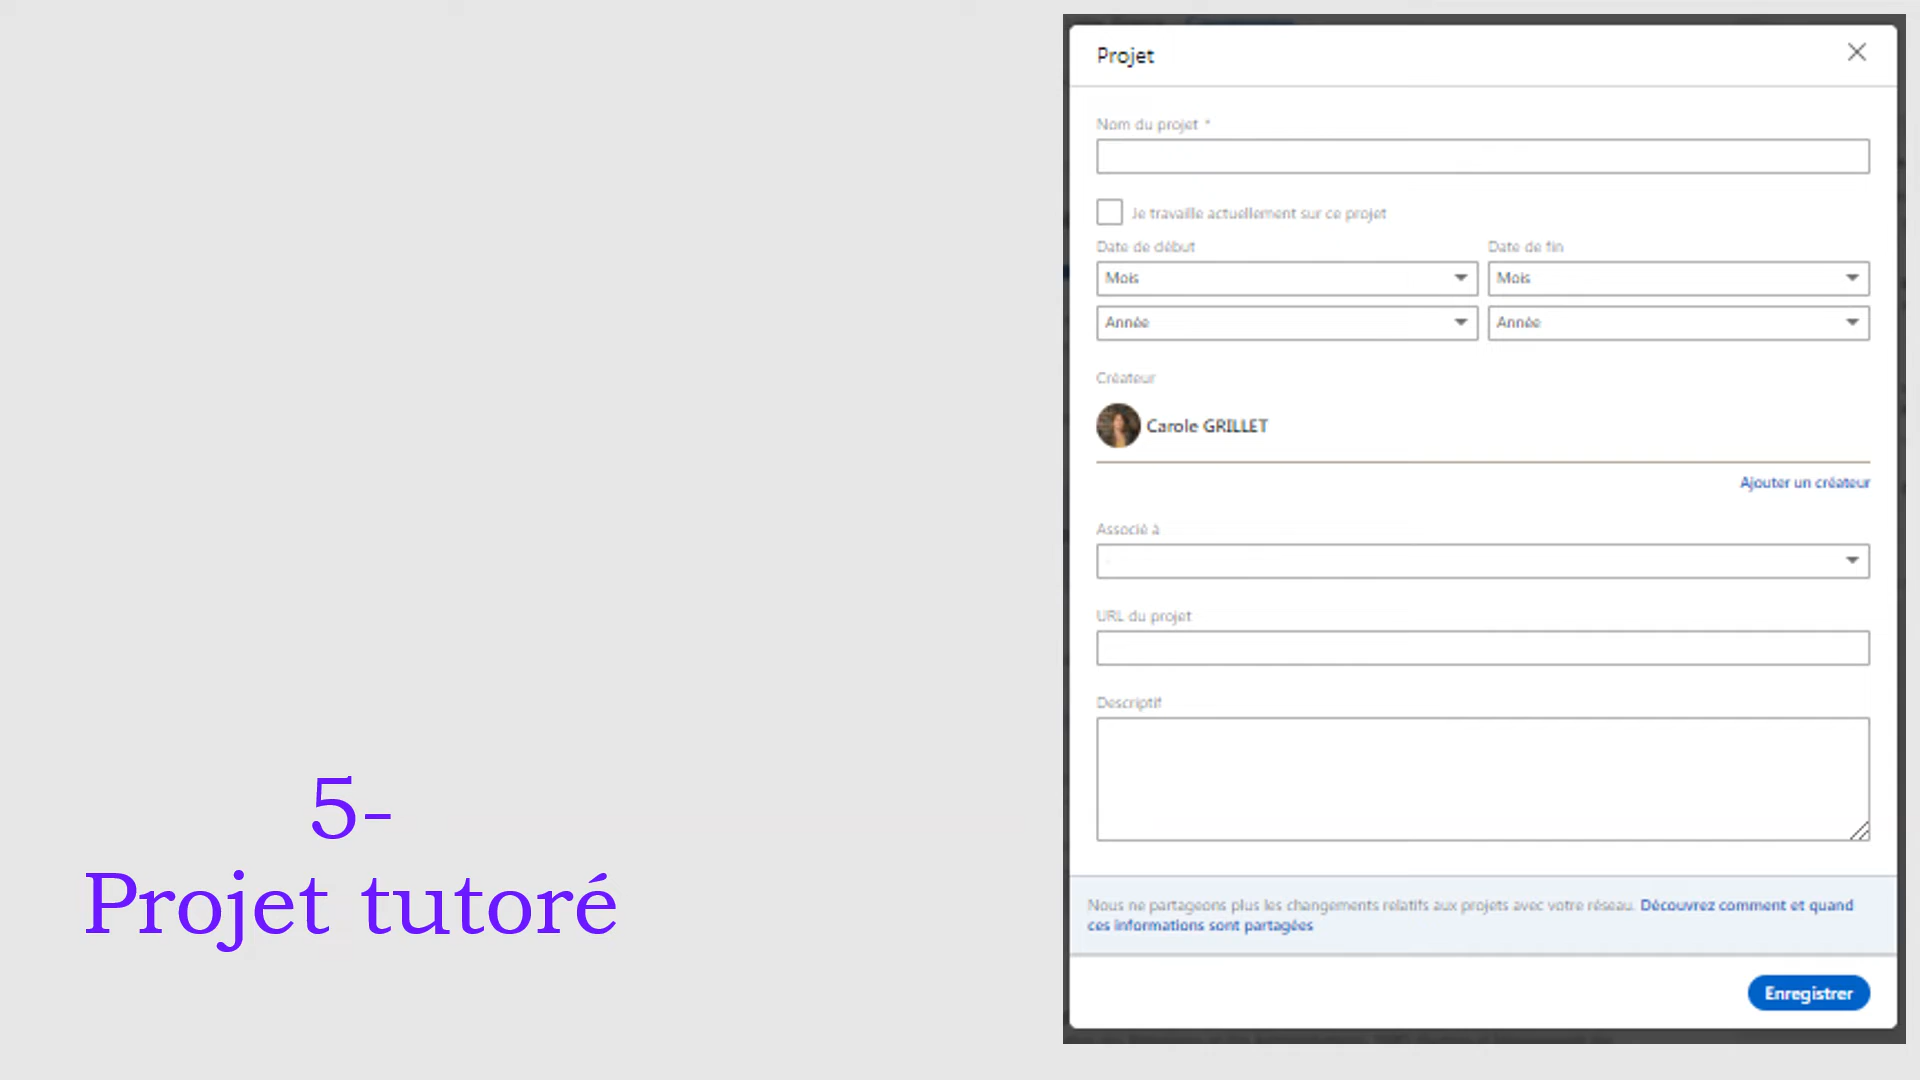 5-
Projet tutoré
Projet
Nom du projet *
Je travaille actuellement sur ce projet
Date de début
Date de fin
Mois
Mois
Année
Année
Créateur
Carole GRILLET
Ajouter un créateur
Associé à
URL du projet
Descriptif
Nous ne partageons plus les changements relatifs aux projets avec votre réseau. Découvrez comment et quand
ces informations sont partagées
Enregistrer